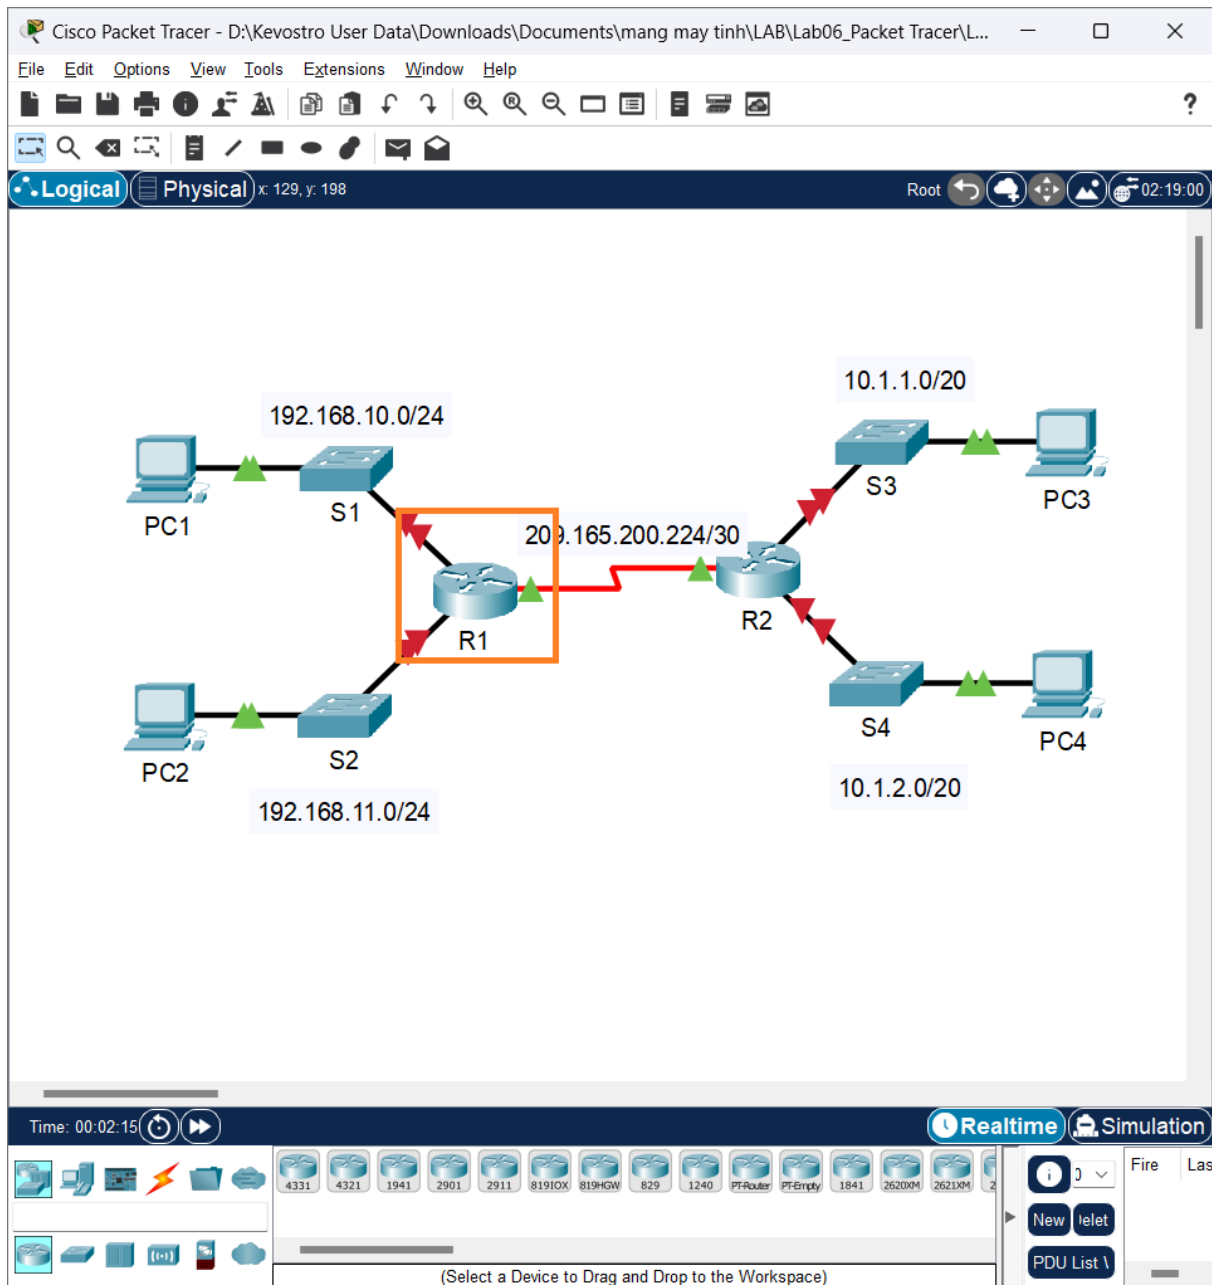 Cisco Packet Tracer - D:\Kevostro User Data\Downloads\Documents\mang may tinh\LAB\Lab06_Packet Tracer\L...
File Edit Options View Tools Extensions Window Help
Logical Physical x: 129, y: 198 Root 02:19:00
10.1.1.0/20
192.168.10.0/24
S3
PC3
S1
PC1
209.165.200.224/30
R2
R1
S4
PC4
S2
PC2
10.1.2.0/20
192.168.11.0/24
Time: 00:02:15 Realtime Simulation
4331 4321 1941 2901 2911 819IOX 819HGW 829 1240 PT-Router PT-Empty 1841 2620XM 2621XM 2
Fire Las
New elet
PDU List
(Select a Device to Drag and Drop to the Workspace)